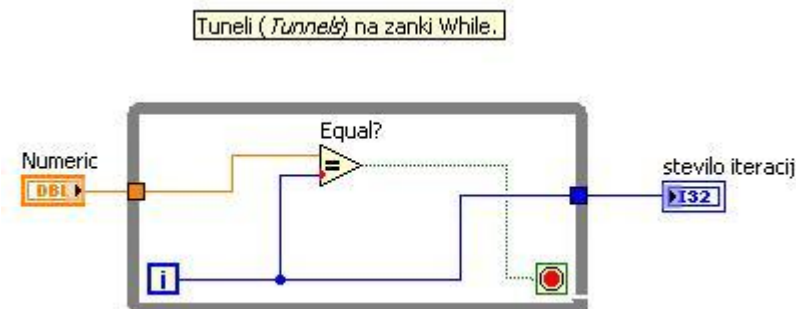 Tuneli (Tunnels) na zanki While.
Equal?
Numeric
DBL
=
stevilo iteracij
I32
i